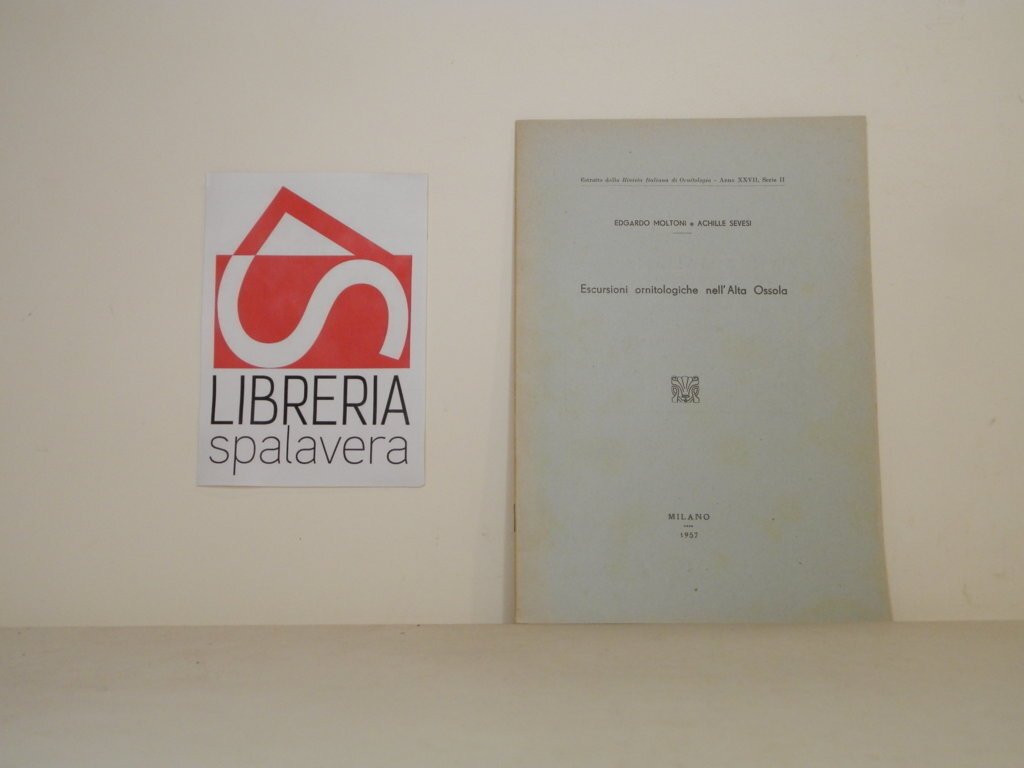 LIBRERIA
spalavera
Estratto dalla Rivista Italiana di Ornitologia - Anno XXVII, Serie II
EDGARDO MOLTONI e ACHILLE SEVESI
Escursioni ornitologiche nell'Alta Ossola
MILANO
1957